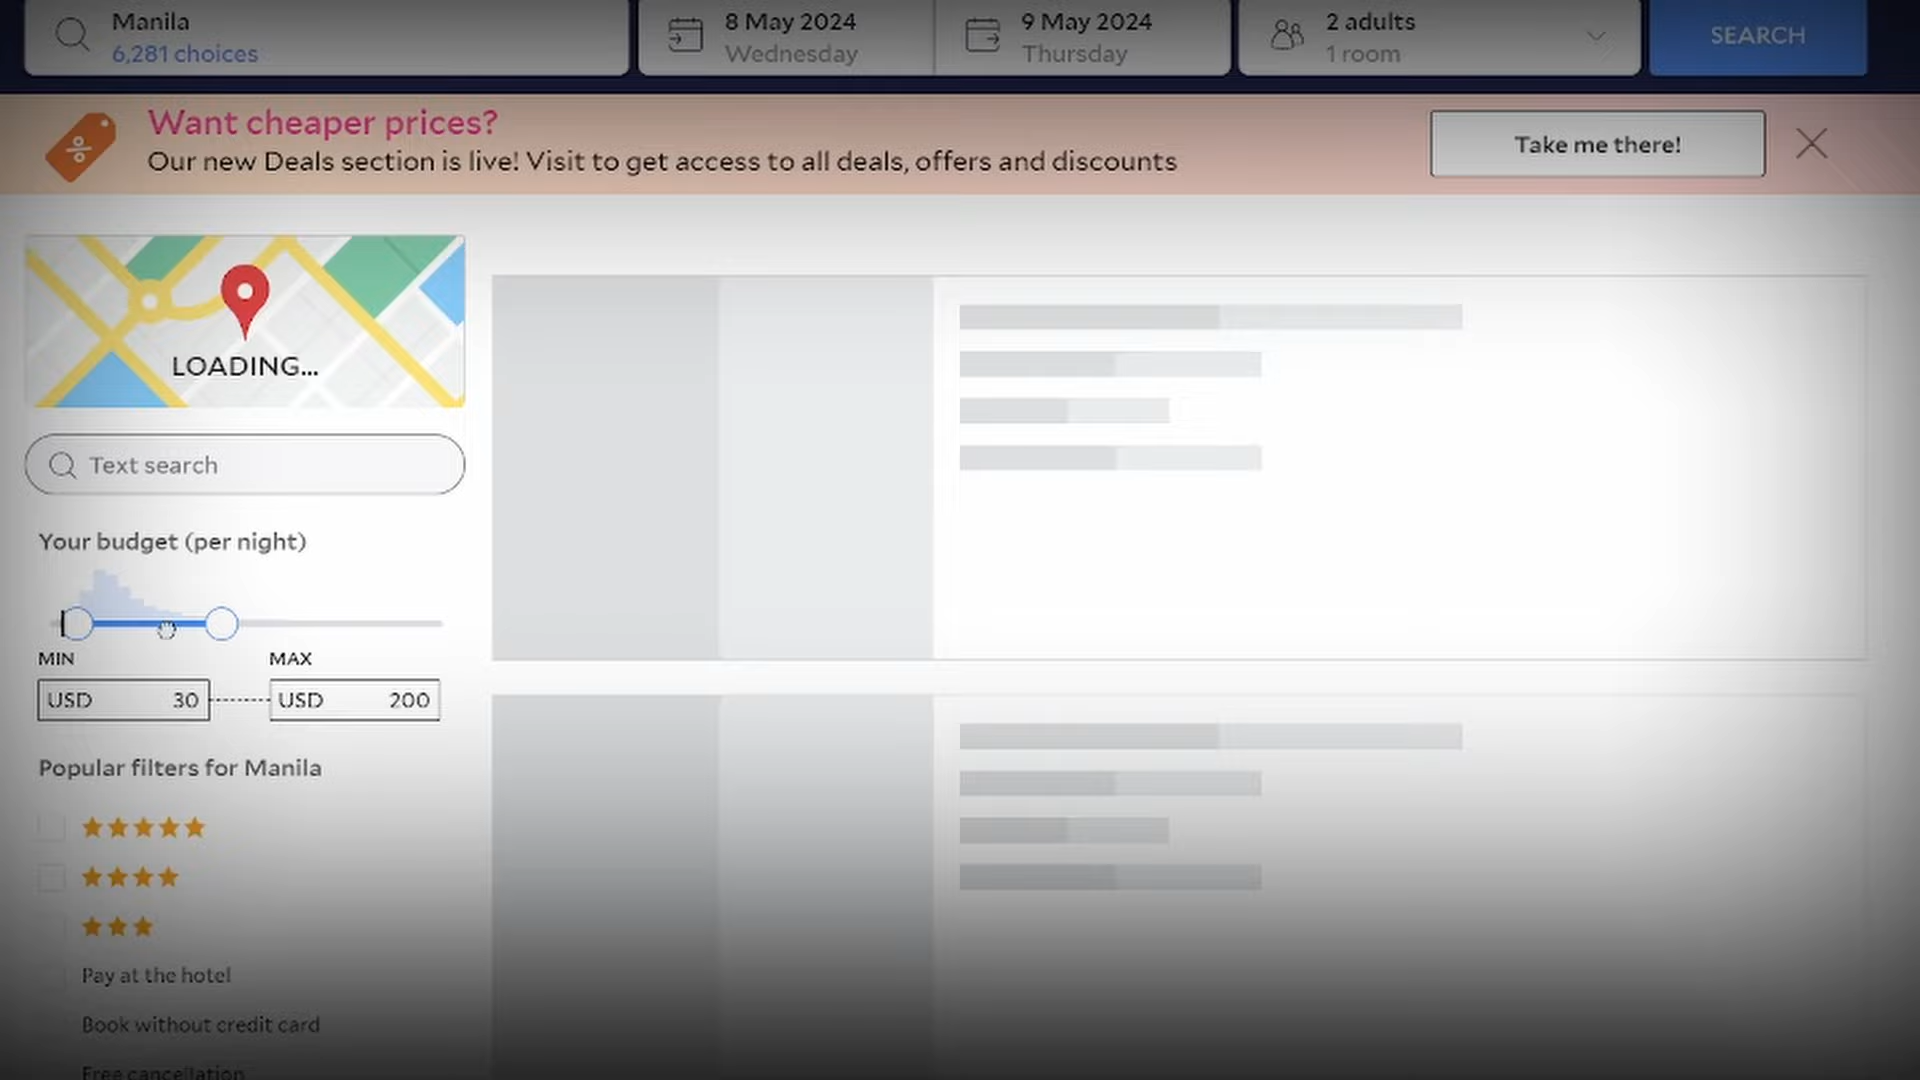 Manila
6,281 choices
8 May 2024
Wednesday
9 May 2024
Thursday
2 adults
1 room
SEARCH
Want cheaper prices?
Our new Deals section is live! Visit to get access to all deals, offers and discounts
Take me there!
LOADING...
Text search
Your budget (per night)
MIN
MAX
USD 30
USD 200
Popular filters for Manila
Pay at the hotel
Book without credit card
Free cancellation